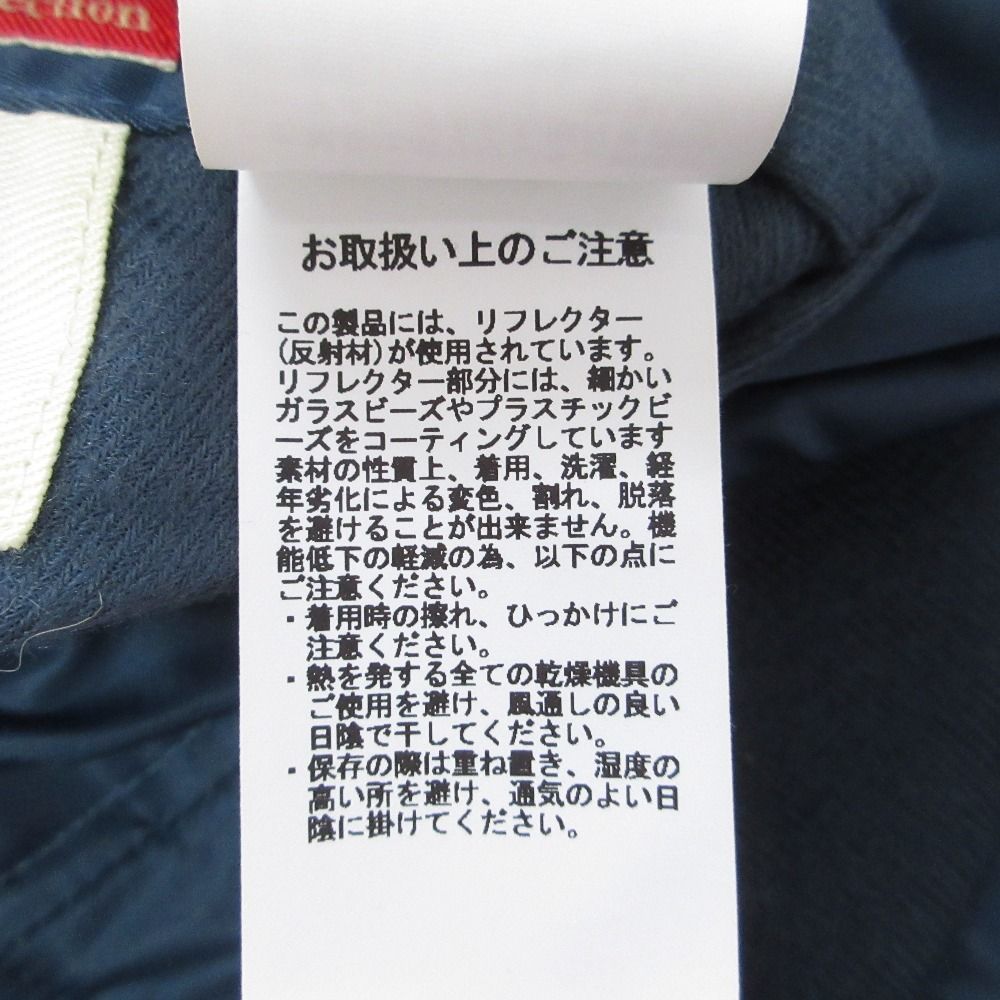 ection
お取扱い上のご注意
この製品には、リフレクター
(反射材)が使用されています。
リフレクター部分には、細かい
ガラスビーズやプラスチックビ
ーズをコーティングしています
素材の性質上、着用、洗濯、経
年劣化による変色、割れ、脱落
を避けることが出来ません。機
能低下の軽減の為、以下の点に
ご注意ください。
・着用時の擦れ、ひっかけにご
注意ください。
・熱を発する全ての乾燥機具の
ご使用を避け、風通しの良い
日陰で干してください。
・保存の際は重ね置き、湿度の
高い所を避け、通気のよい日
陰に掛けてください。